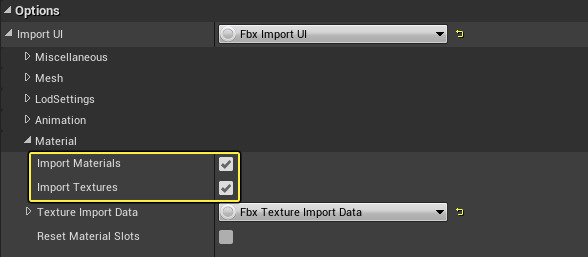 Options
Import UI Fbx Import UI
Miscellaneous
Mesh
LodSettings
Animation
Material
Import Materials
Import Textures
Texture Import Data Fbx Texture Import Data
Reset Material Slots